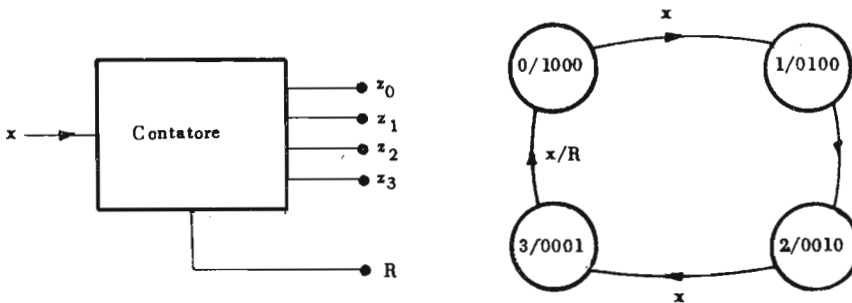 x
Contatore
z0
z1
z2
z3
R
x
0/1000
1/0100
x/R
3/0001
2/0010
x